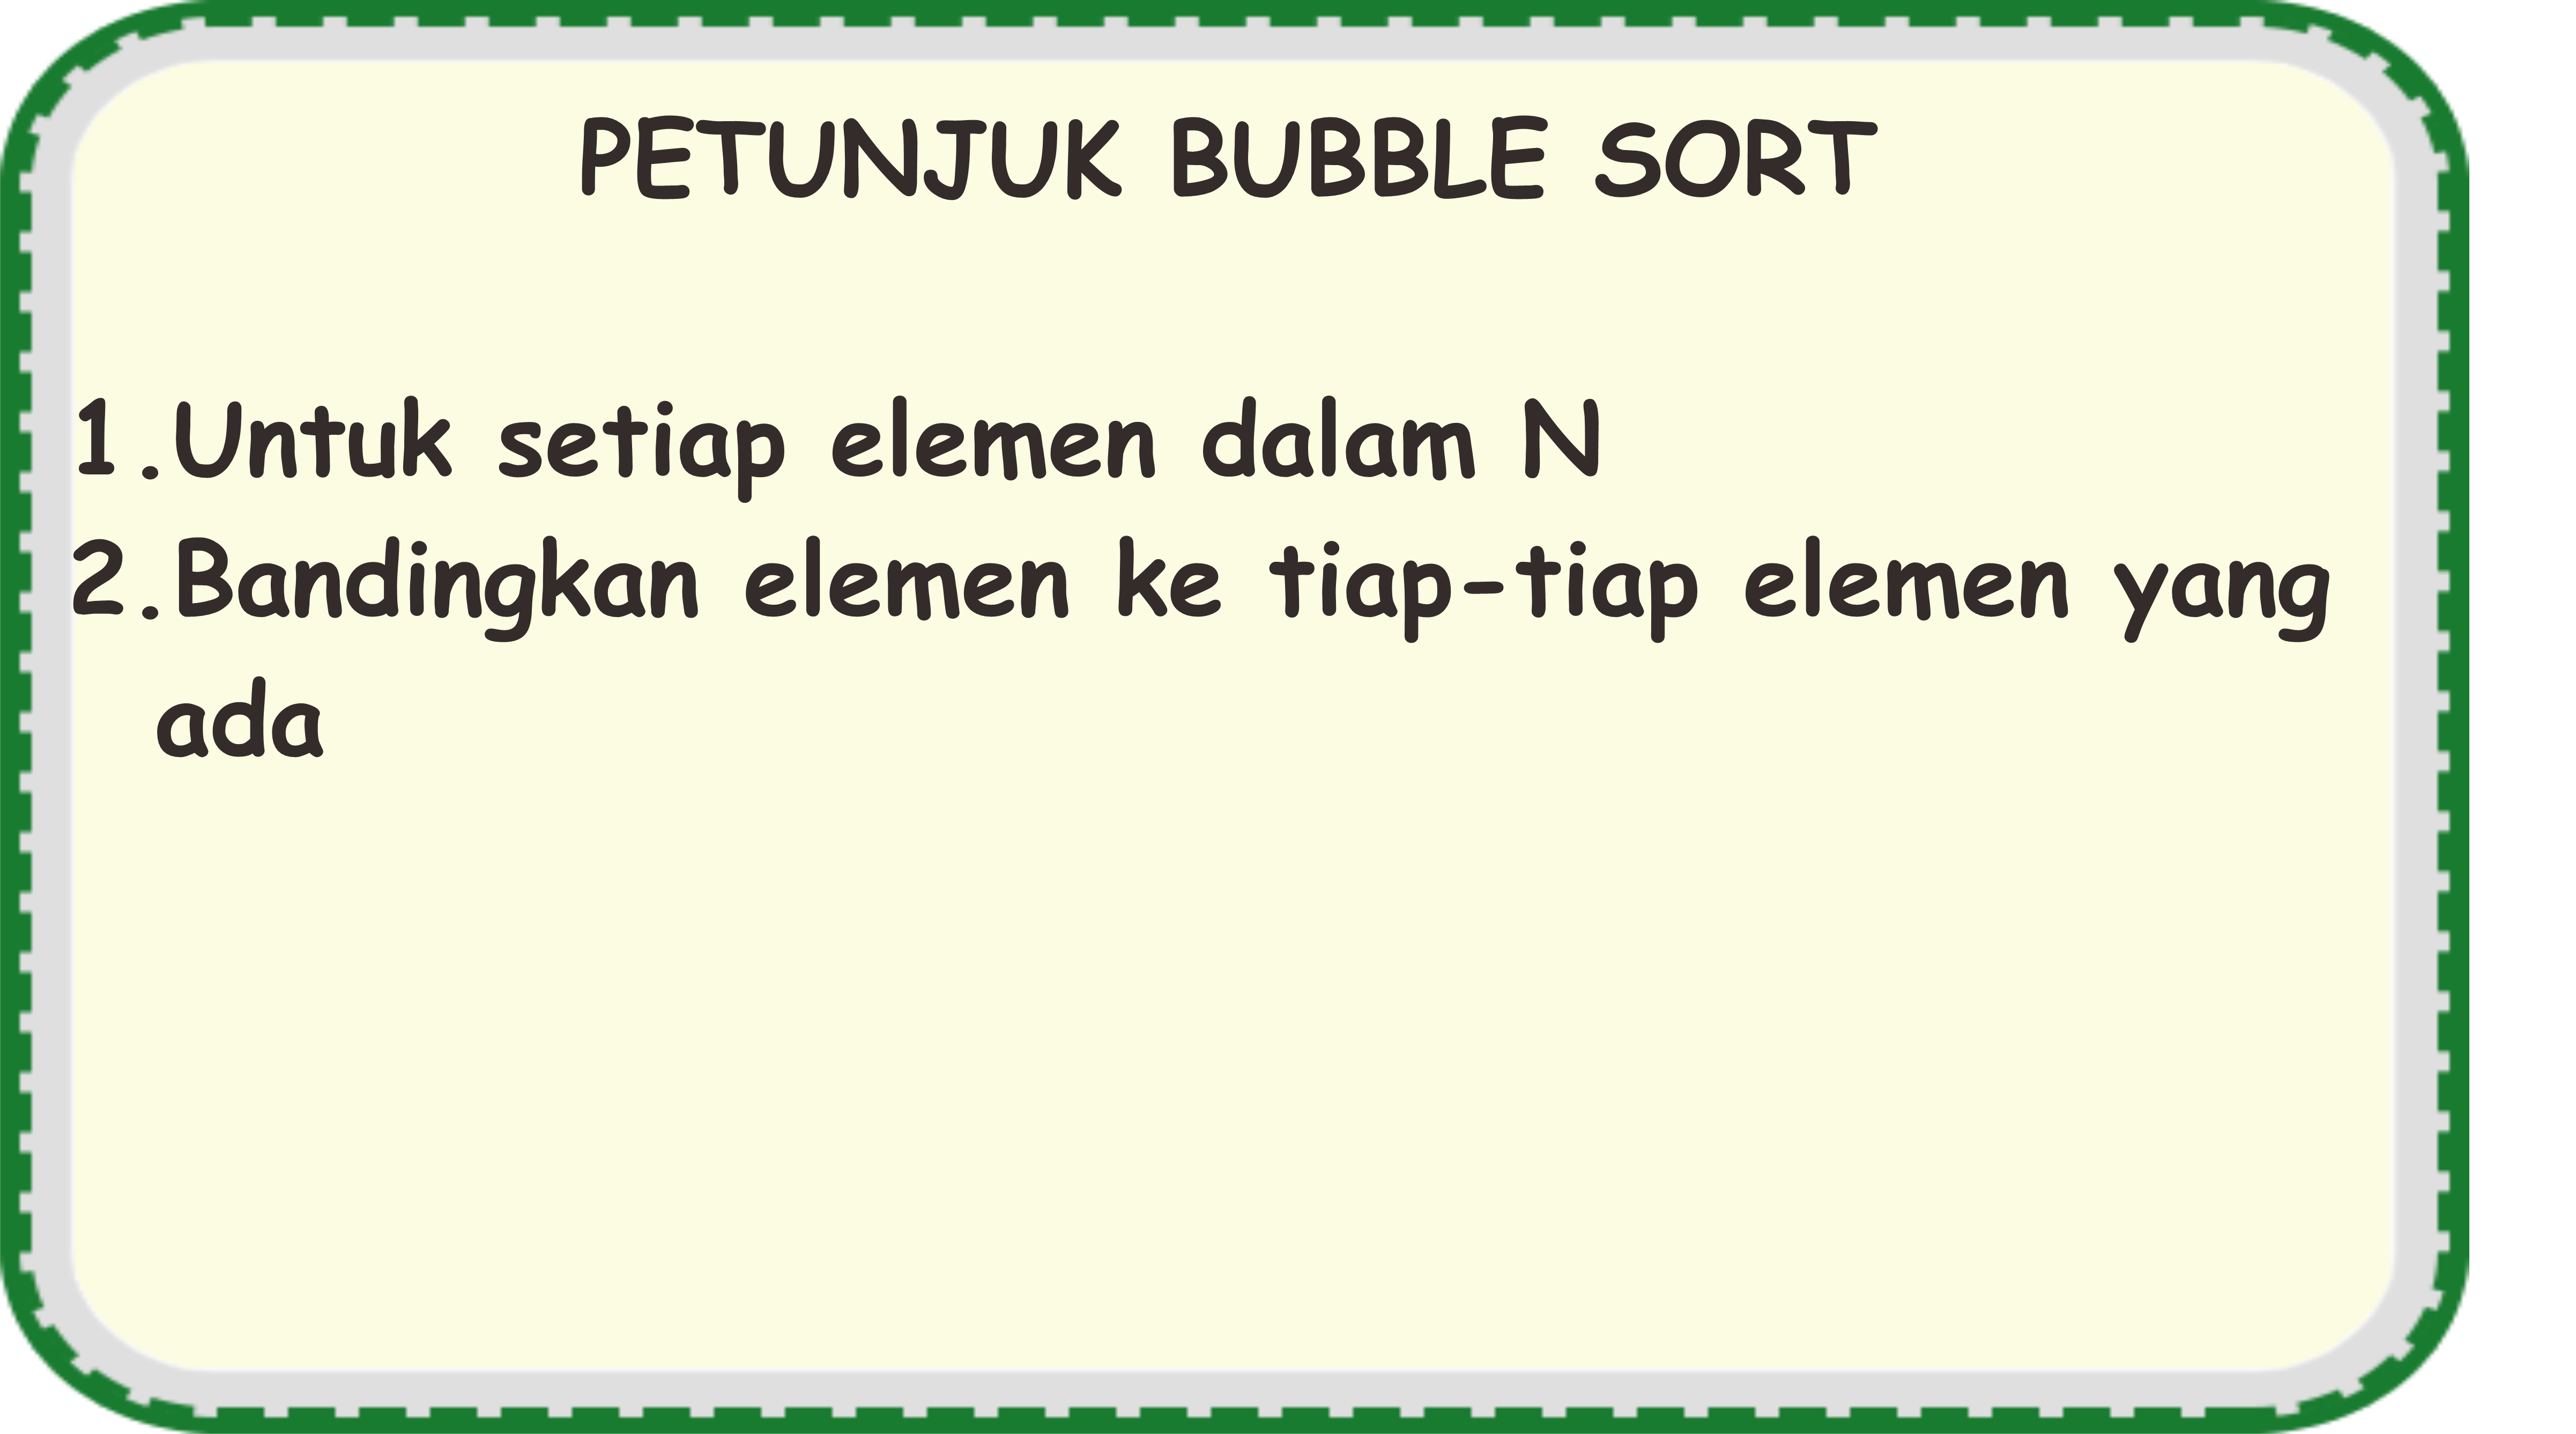 PETUNJUK BUBBLE SORT
1.Untuk setiap elemen dalam N
2.Bandingkan elemen ke tiap-tiap elemen yang
ada